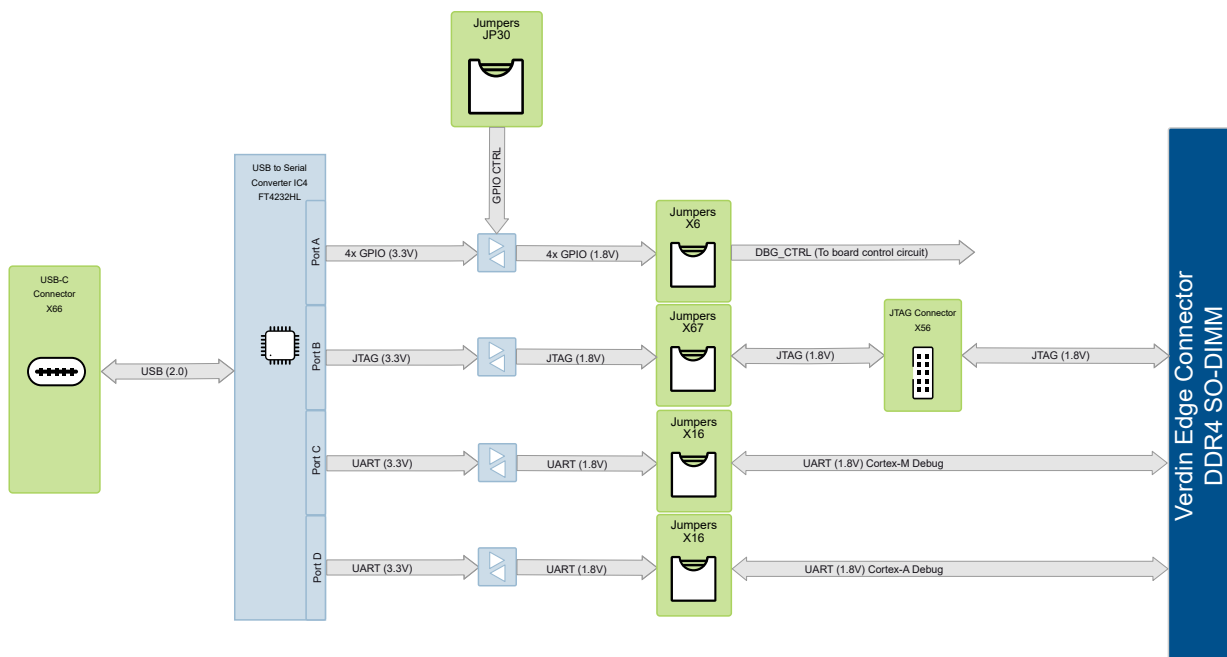 Jumpers
JP30
GPIO CTRL
USB to Serial
Converter IC4
FT4232HL
Port A
4x GPIO (3.3V)
4x GPIO (1.8V)
Jumpers
X6
DBG_CTRL (To board control circuit)
USB-C
Connector
X66
USB (2.0)
Port B
JTAG (3.3V)
JTAG (1.8V)
Jumpers
X67
JTAG (1.8V)
JTAG Connector
X56
JTAG (1.8V)
Port C
UART (3.3V)
UART (1.8V)
Jumpers
X16
UART (1.8V) Cortex-M Debug
Port D
UART (3.3V)
UART (1.8V)
Jumpers
X16
UART (1.8V) Cortex-A Debug
Verdin Edge Connector
DDR4 SO-DIMM